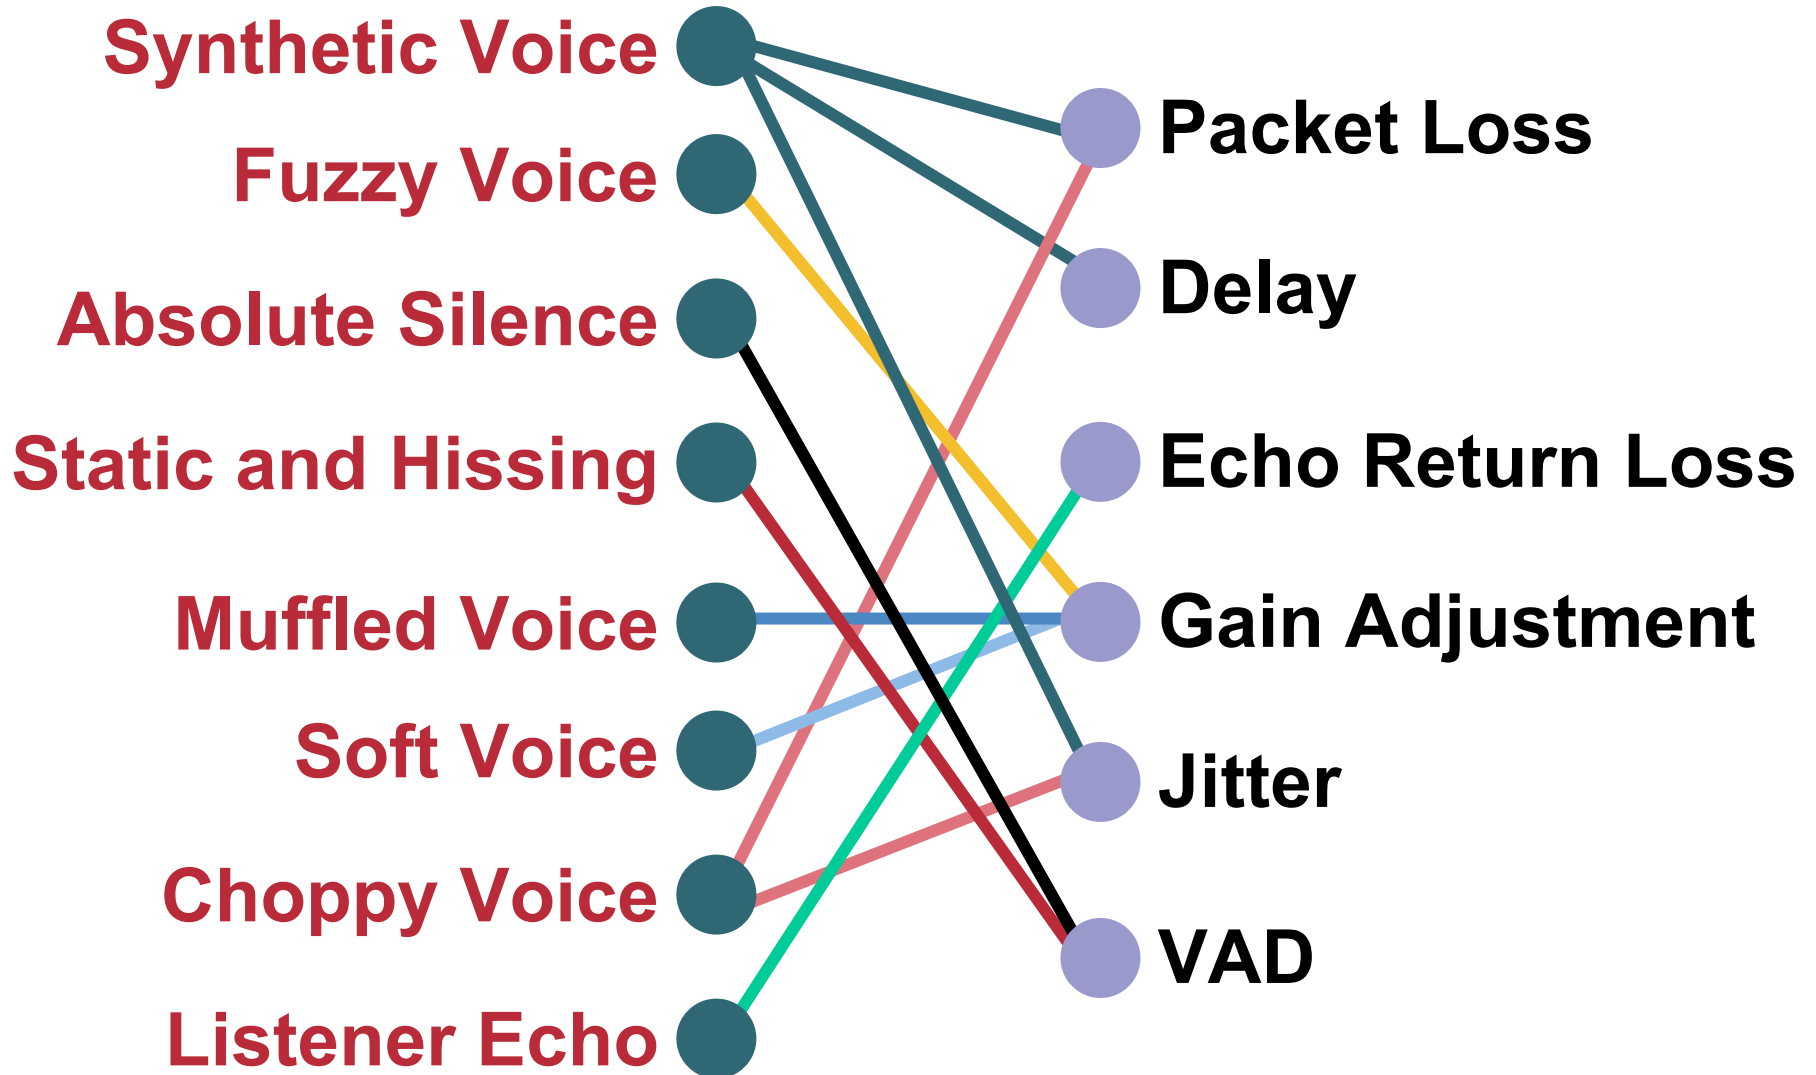 Synthetic Voice
Fuzzy Voice
Absolute Silence
Static and Hissing
Muffled Voice
Soft Voice
Choppy Voice
Listener Echo
Packet Loss
Delay
Echo Return Loss
Gain Adjustment
Jitter
VAD